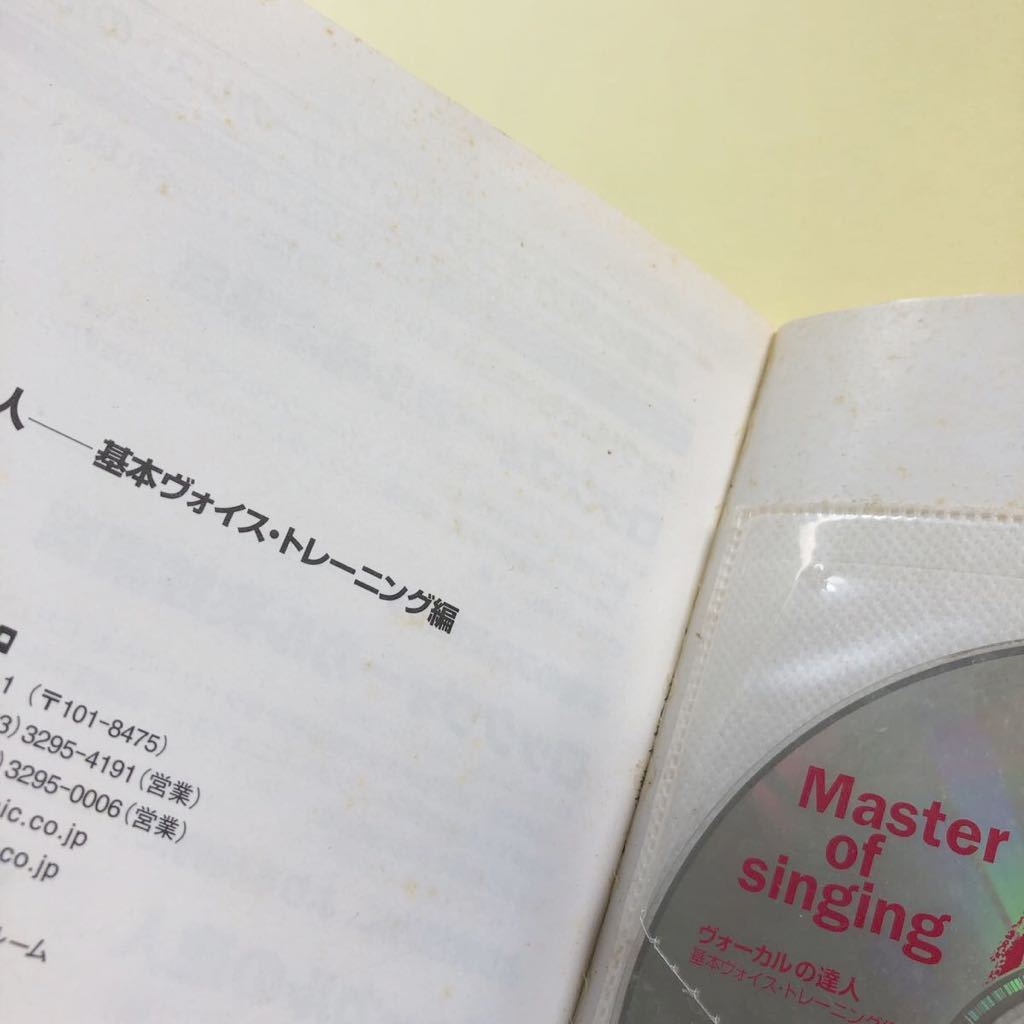 人——基本ヴォイス・トレーニング編
1（〒101-8475）
3）3295-4191（営業）
）3295-0006（営業）
ic.co.jp
co.jp
レーム
Master
of
singing
ヴォーカルの達人
基本ヴォイス・トレーニング